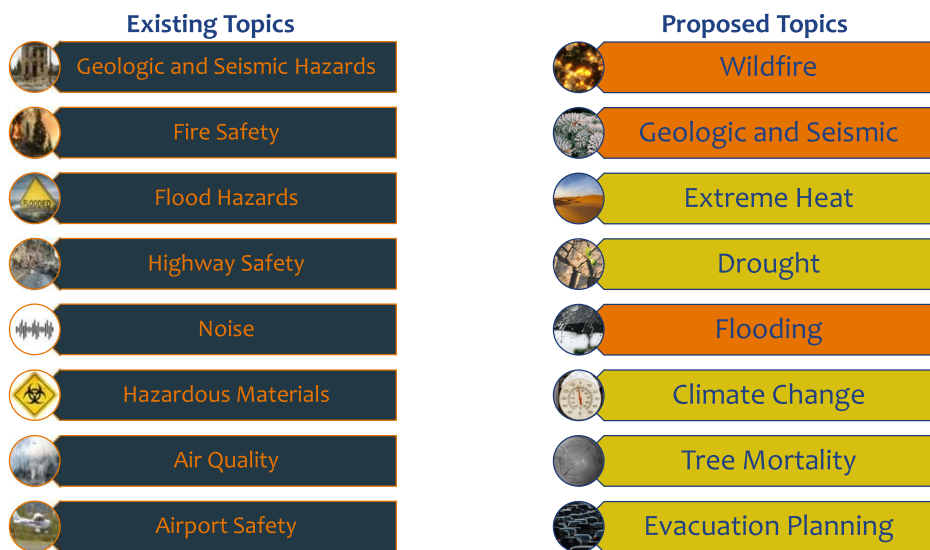 Existing Topics
Geologic and Seismic Hazards
Fire Safety
Flood Hazards
FLOODED
Highway Safety
Noise
Hazardous Materials
Air Quality
Airport Safety
Proposed Topics
Wildfire
Geologic and Seismic
Extreme Heat
Drought
Flooding
Climate Change
Tree Mortality
Evacuation Planning